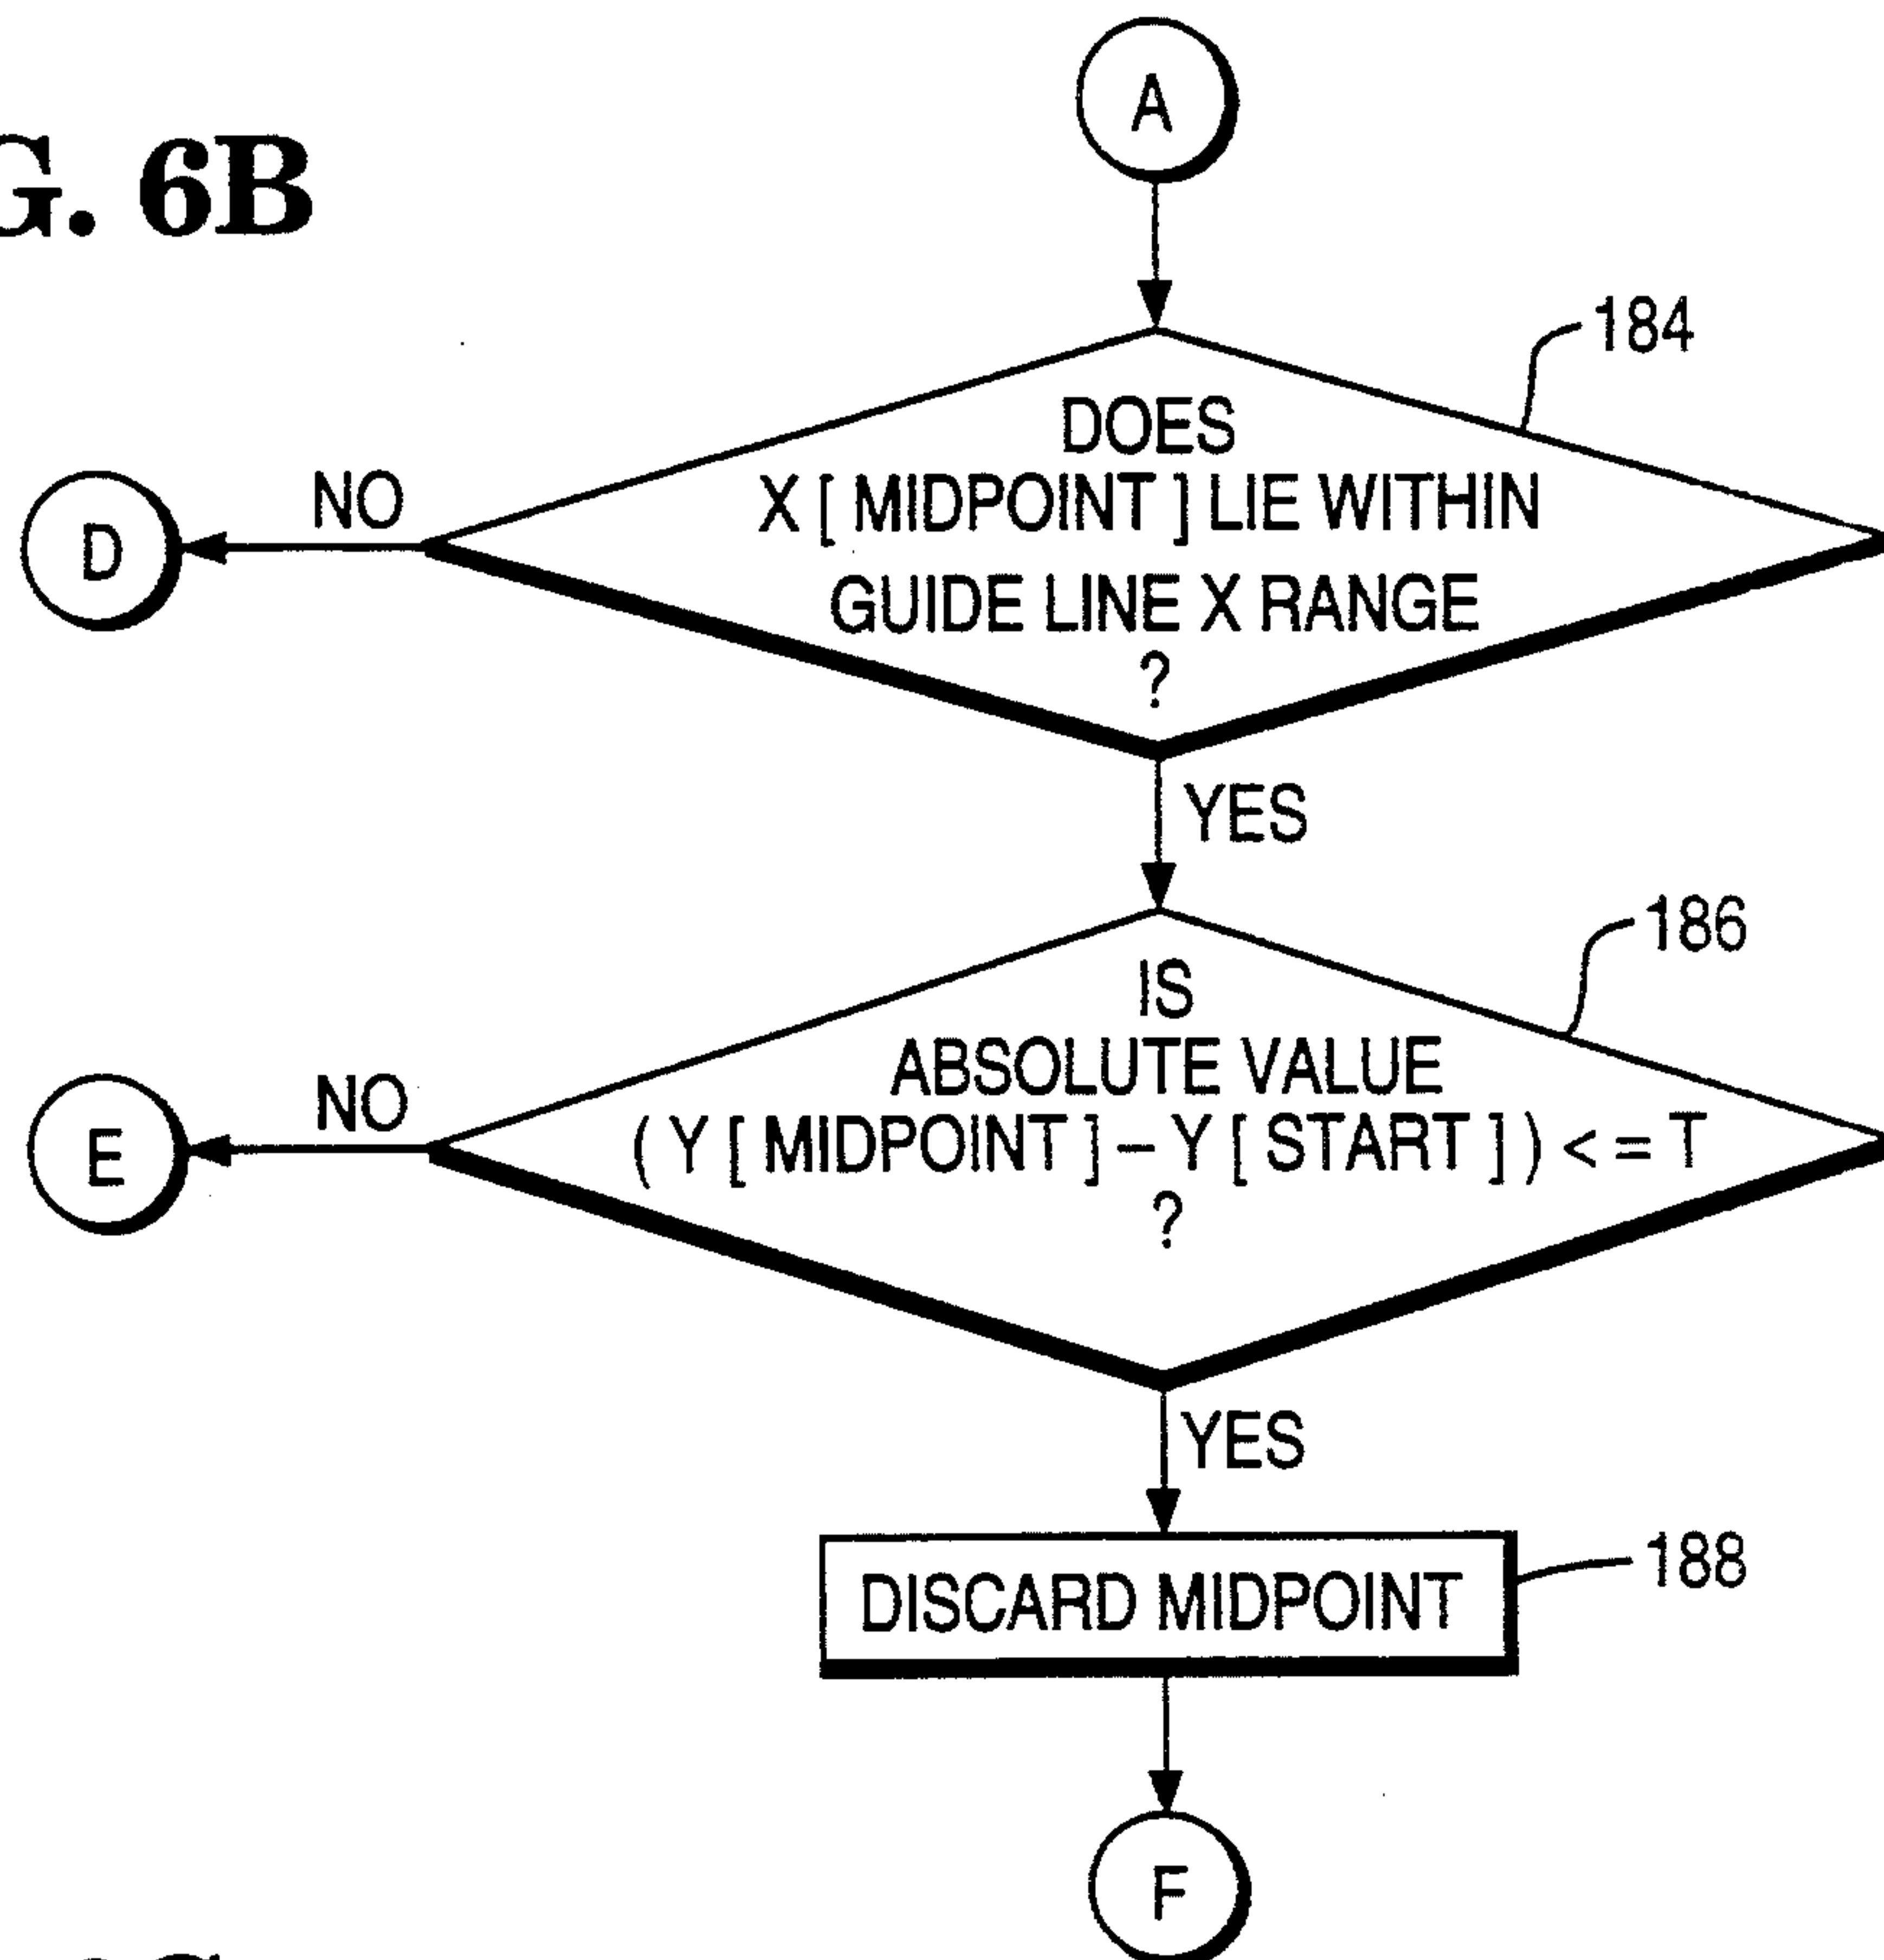 G. 6B
A
184
DOES
X [ MIDPOINT ] LIE WITHIN
GUIDE LINE X RANGE
?
NO
D
YES
186
IS
ABSOLUTE VALUE
( Y [ MIDPOINT ] – Y [ START ] ) < = T
?
NO
E
YES
188
DISCARD MIDPOINT
F